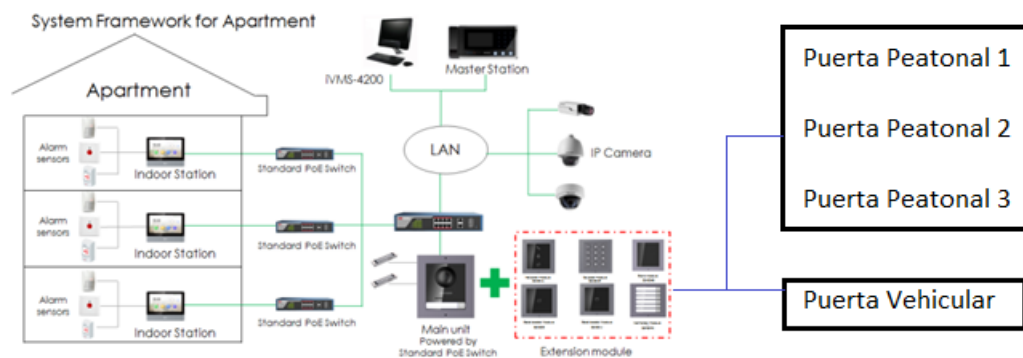 System Framework for Apartment
Apartment
Alarm
sensors
Indoor Station
Standard PoE Switch
Alarm
sensors
Indoor Station
Standard PoE Switch
Alarm
sensors
Indoor Station
Standard PoE Switch
IVMS-4200
Master Station
LAN
IP Camera
Main unit
Powered by
Standard PoE Switch
Extension module
Puerta Peatonal 1
Puerta Peatonal 2
Puerta Peatonal 3
Puerta Vehicular